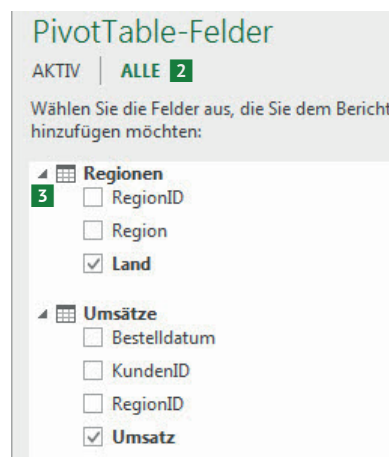 PivotTable-Felder
AKTIV ALLE 2
Wählen Sie die Felder aus, die Sie dem Bericht
hinzufügen möchten:
Regionen
3 RegionID
Region
Land
Umsätze
Bestelldatum
KundenID
RegionID
Umsatz